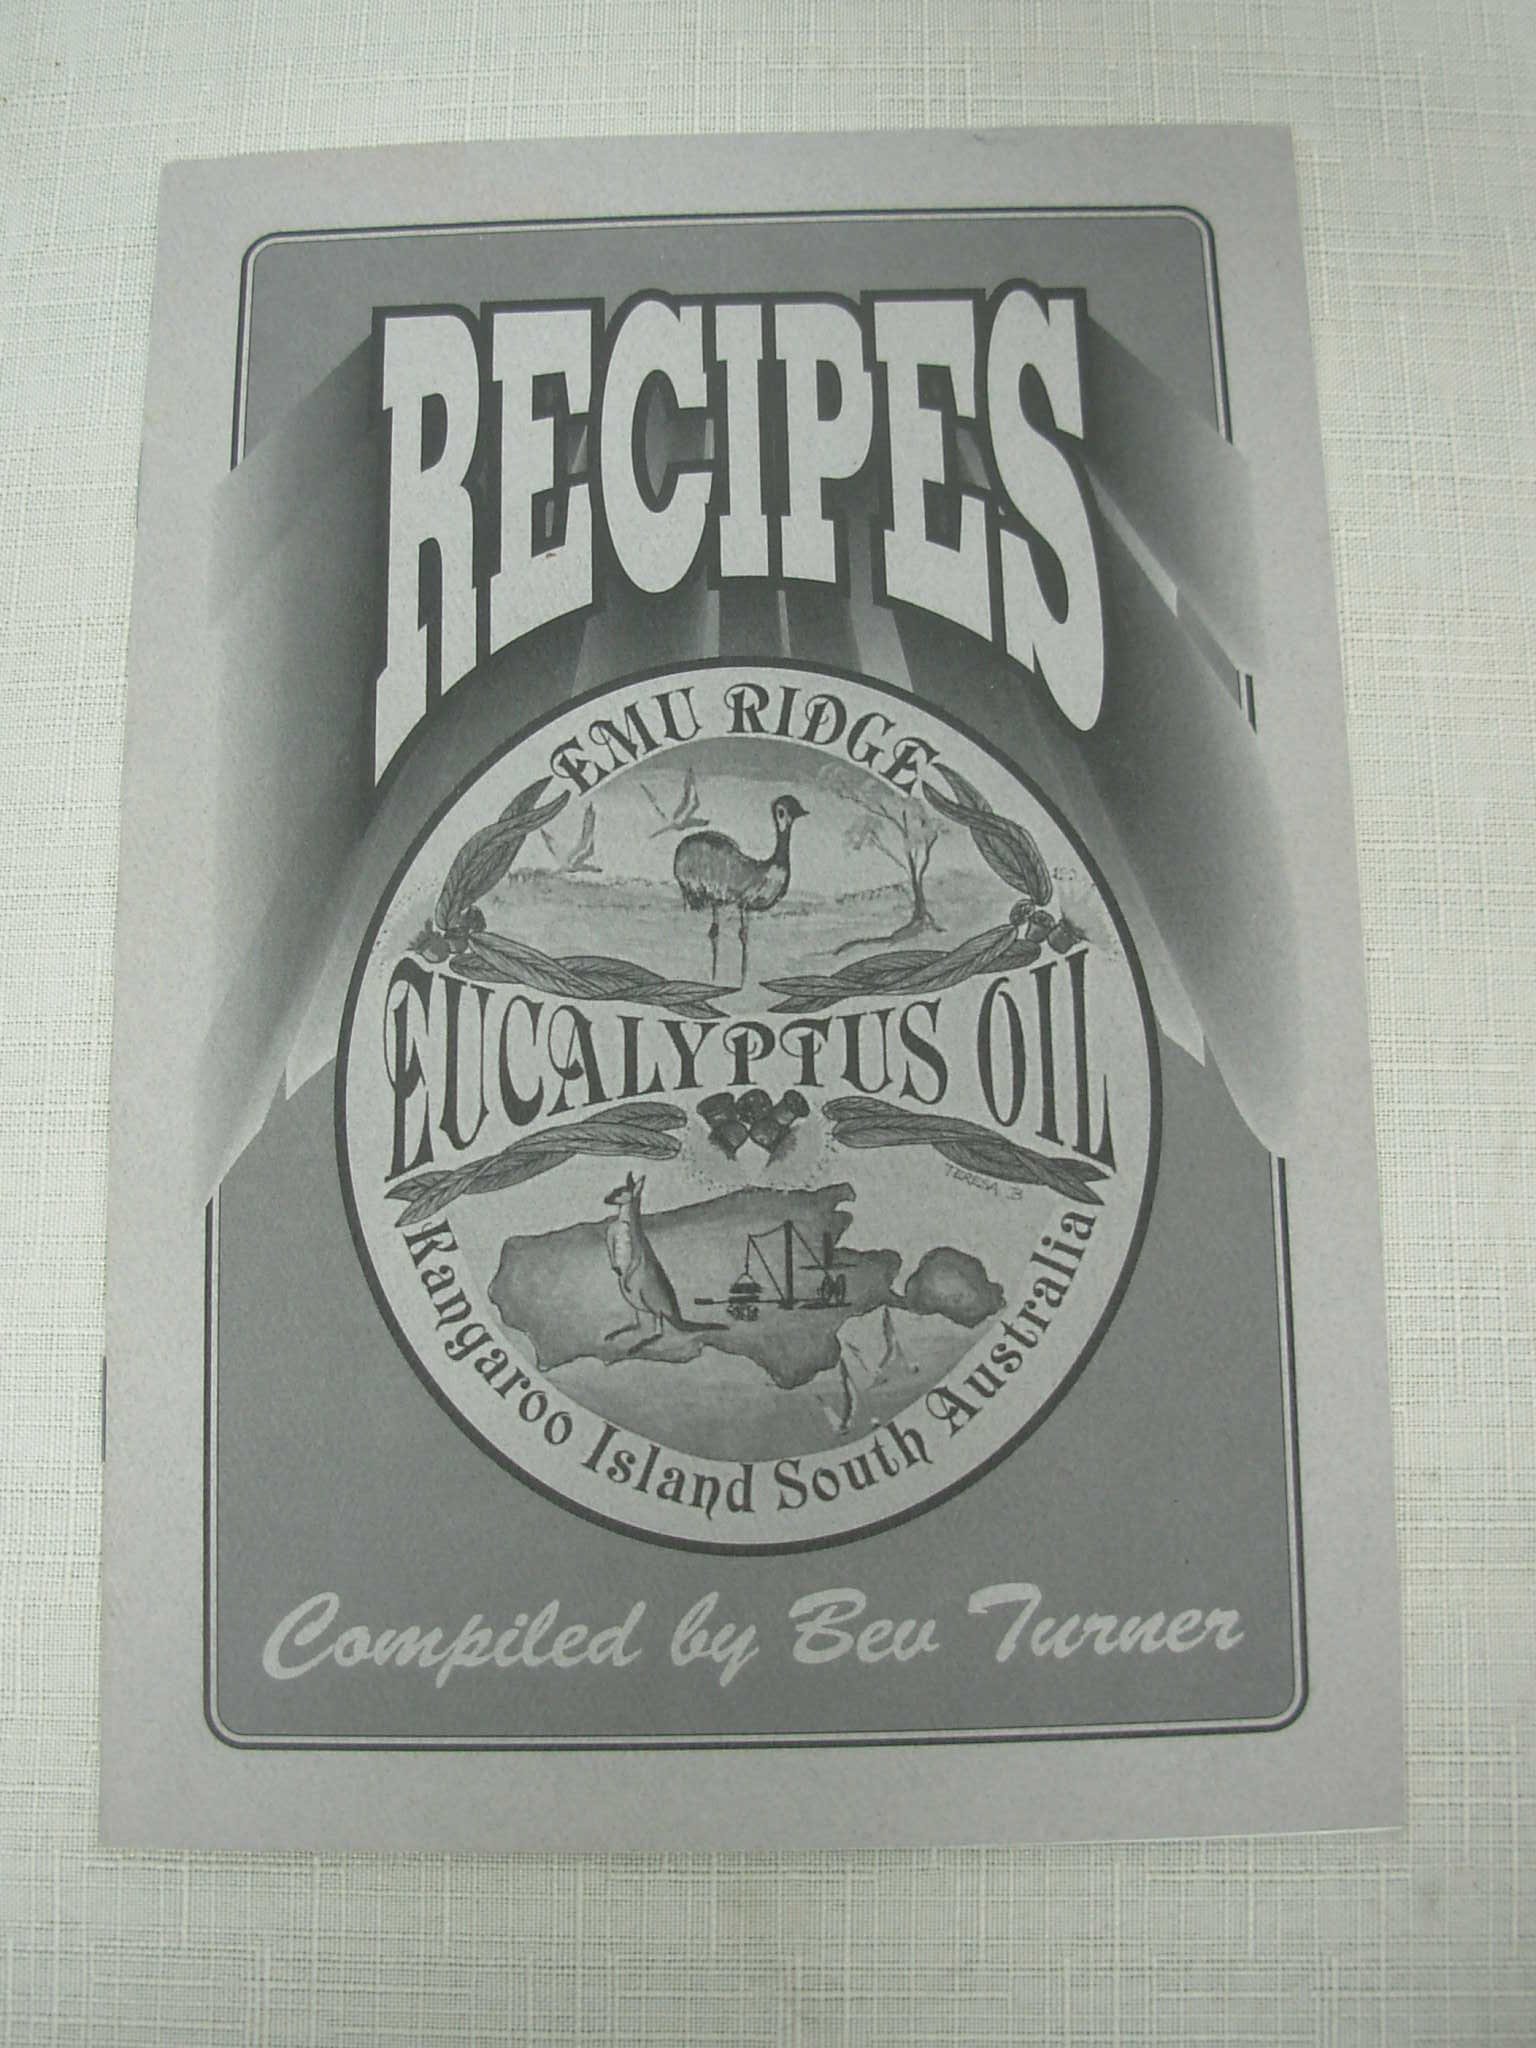 RECIPES
EMU RIDGE
EUCALYPTUS OIL
TERESA .B
Kangaroo Island South Australia
Compiled by Bev Turner